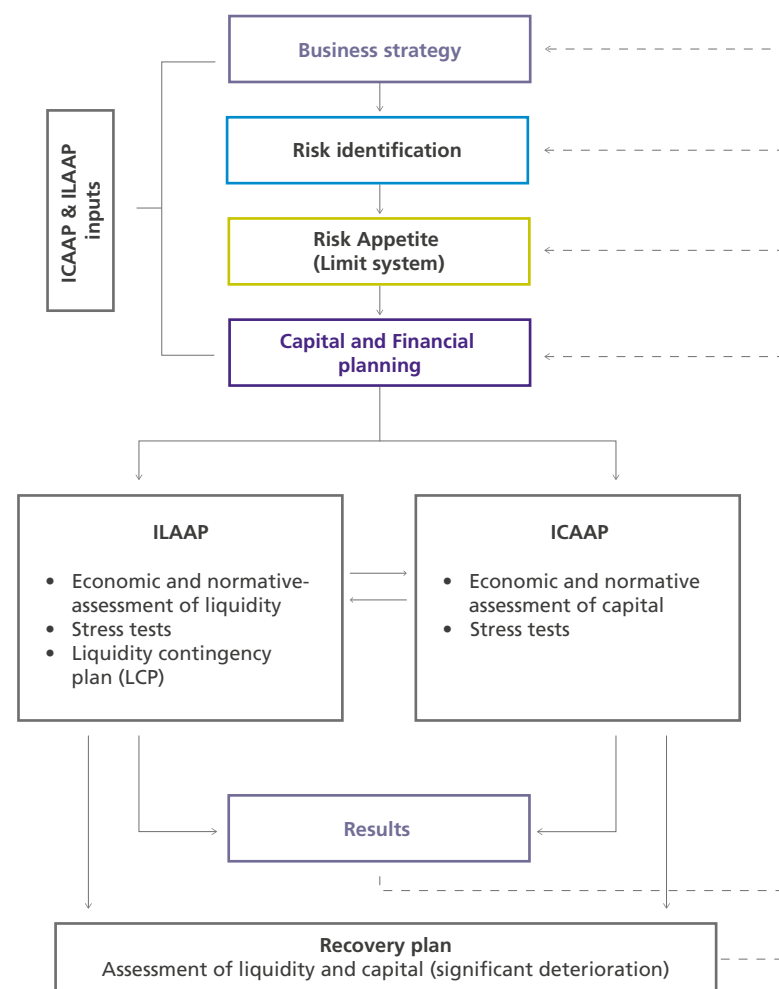 Business strategy
ICAAP & ILAAP
inputs
Risk identification
Risk Appetite
(Limit system)
Capital and Financial
planning
ILAAP
• Economic and normative-
assessment of liquidity
• Stress tests
• Liquidity contingency
plan (LCP)
ICAAP
• Economic and normative
assessment of capital
• Stress tests
Results
Recovery plan
Assessment of liquidity and capital (significant deterioration)